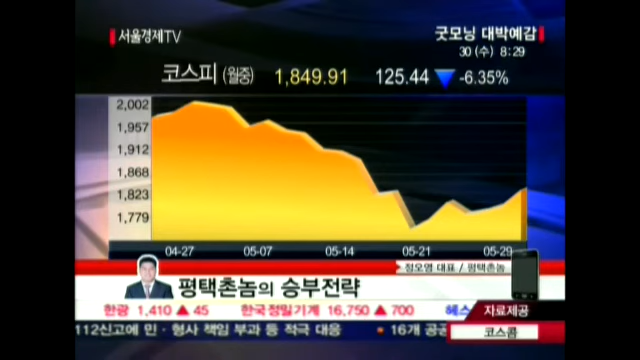 서울경제TV
굿모닝 대박예감
30 (수) 8:29
코스피 (월중) 1,849.91 125.44 ▼ -6.35%
2,002
1,957
1,912
1,868
1,823
1,779
04-27 05-07 05-14 05-21 05-29
정오영 대표 / 평택촌놈
평택촌놈의 승부전략
한광 1,410 ▲ 45 한국정밀기계 16,750 ▲ 700 헤스
자료제공
112신고에 민·형사 책임 부과 등 적극 대응 • 16개 공공
코스콤